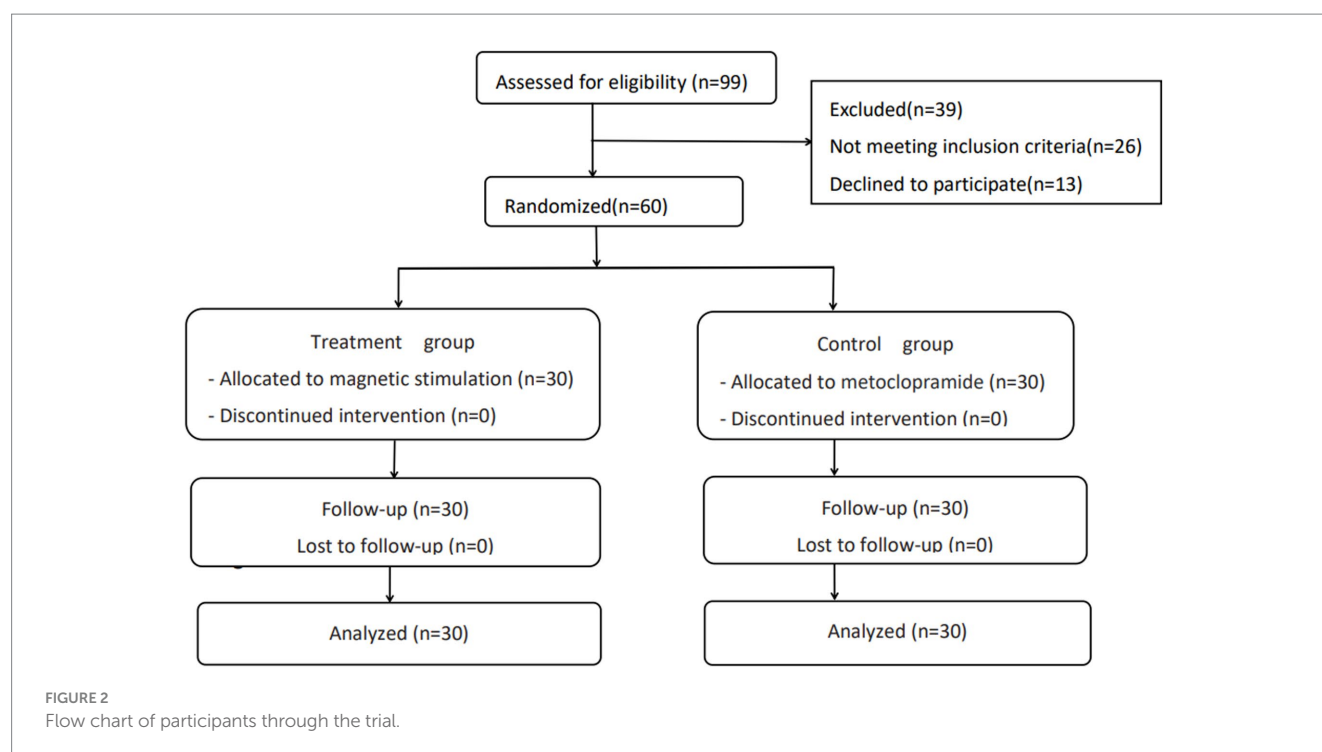 Assessed for eligibility (n=99)
Excluded(n=39)
Not meeting inclusion criteria(n=26)
Declined to participate(n=13)
Randomized(n=60)
Treatment group
- Allocated to magnetic stimulation (n=30)
- Discontinued intervention (n=0)
Control group
- Allocated to metoclopramide (n=30)
- Discontinued intervention (n=0)
Follow-up (n=30)
Lost to follow-up (n=0)
Follow-up (n=30)
Lost to follow-up (n=0)
Analyzed (n=30)
Analyzed (n=30)
FIGURE 2
Flow chart of participants through the trial.